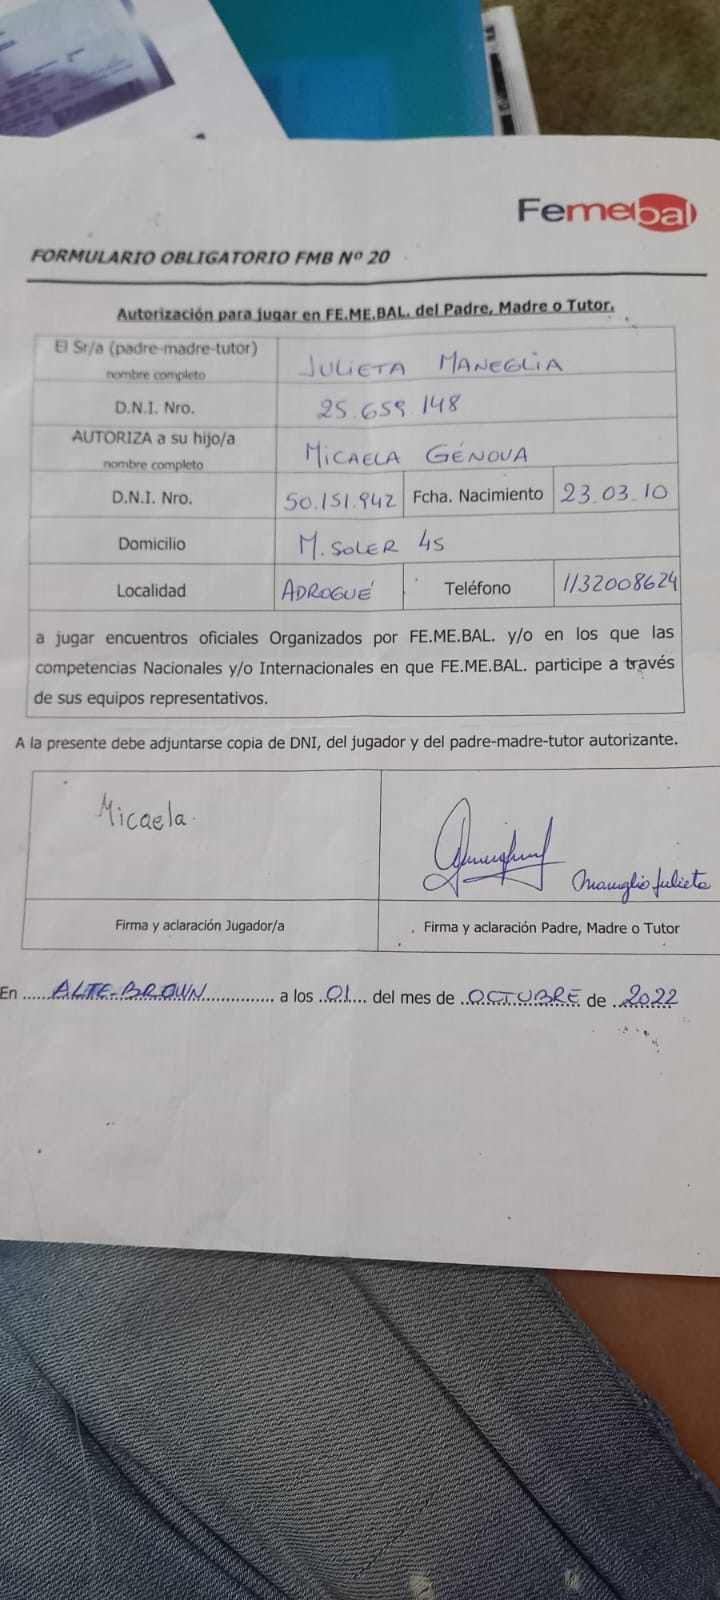 Femebal
FORMULARIO OBLIGATORIO FMB Nº 20
Autorización para jugar en FE.ME.BAL. del Padre, Madre o Tutor.
El Sr/a (padre-madre-tutor)
nombre completo
JULIETA MANEGLIA
D.N.I. Nro.
25.659.148
AUTORIZA a su hijo/a
nombre completo
MICAELA GÉNOVA
D.N.I. Nro.
50.151.942
Fcha. Nacimiento
23.03.10
Domicilio
M. SOLER 45
Localidad
ADROGUÉ
Teléfono
1132008624
a jugar encuentros oficiales Organizados por FE.ME.BAL. y/o en los que las
competencias Nacionales y/o Internacionales en que FE.ME.BAL. participe a través
de sus equipos representativos.
A la presente debe adjuntarse copia de DNI, del jugador y del padre-madre-tutor autorizante.
Micaela.
Maneglia Julieta
Firma y aclaración Jugador/a
Firma y aclaración Padre, Madre o Tutor
En ..... ALTE-BROWN ............. a los ..01.... del mes de ..OCTUBRE de ..2022